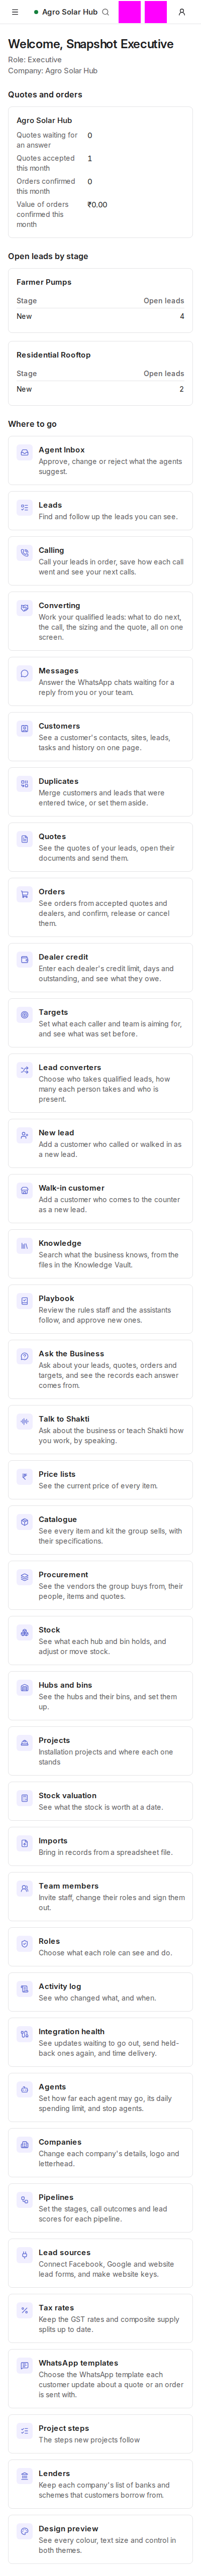 Agro Solar Hub
Welcome, Snapshot Executive
Role: Executive
Company: Agro Solar Hub
Quotes and orders
Agro Solar Hub
Quotes waiting for
an answer
0
Quotes accepted
this month
1
Orders confirmed
this month
0
Value of orders
confirmed this
month
₹0.00
Open leads by stage
Farmer Pumps
Stage Open leads
New 4
Residential Rooftop
Stage Open leads
New 2
Where to go
Agent Inbox
Approve, change or reject what the agents
suggest.
Leads
Find and follow up the leads you can see.
Calling
Call your leads in order, save how each call
went and see your next calls.
Converting
Work your qualified leads: what to do next,
the call, the sizing and the quote, all on one
screen.
Messages
Answer the WhatsApp chats waiting for a
reply from you or your team.
Customers
See a customer's contacts, sites, leads,
tasks and history on one page.
Duplicates
Merge customers and leads that were
entered twice, or set them aside.
Quotes
See the quotes of your leads, open their
documents and send them.
Orders
See orders from accepted quotes and
dealers, and confirm, release or cancel
them.
Dealer credit
Enter each dealer's credit limit, days and
outstanding, and see what they owe.
Targets
Set what each caller and team is aiming for,
and see what was set before.
Lead converters
Choose who takes qualified leads, how
many each person takes and who is
present.
New lead
Add a customer who called or walked in as
a new lead.
Walk-in customer
Add a customer who comes to the counter
as a new lead.
Knowledge
Search what the business knows, from the
files in the Knowledge Vault.
Playbook
Review the rules staff and the assistants
follow, and approve new ones.
Ask the Business
Ask about your leads, quotes, orders and
targets, and see the records each answer
comes from.
Talk to Shakti
Ask about the business or teach Shakti how
you work, by speaking.
Price lists
See the current price of every item.
Catalogue
See every item and kit the group sells, with
their specifications.
Procurement
See the vendors the group buys from, their
people, items and quotes.
Stock
See what each hub and bin holds, and
adjust or move stock.
Hubs and bins
See the hubs and their bins, and set them
up.
Projects
Installation projects and where each one
stands
Stock valuation
See what the stock is worth at a date.
Imports
Bring in records from a spreadsheet file.
Team members
Invite staff, change their roles and sign them
out.
Roles
Choose what each role can see and do.
Activity log
See who changed what, and when.
Integration health
See updates waiting to go out, send held-
back ones again, and time delivery.
Agents
Set how far each agent may go, its daily
spending limit, and stop agents.
Companies
Change each company's details, logo and
letterhead.
Pipelines
Set the stages, call outcomes and lead
scores for each pipeline.
Lead sources
Connect Facebook, Google and website
lead forms, and make website keys.
Tax rates
Keep the GST rates and composite supply
splits up to date.
WhatsApp templates
Choose the WhatsApp template each
customer update about a quote or an order
is sent with.
Project steps
The steps new projects follow
Lenders
Keep each company's list of banks and
schemes that customers borrow from.
Design preview
See every colour, text size and control in
both themes.